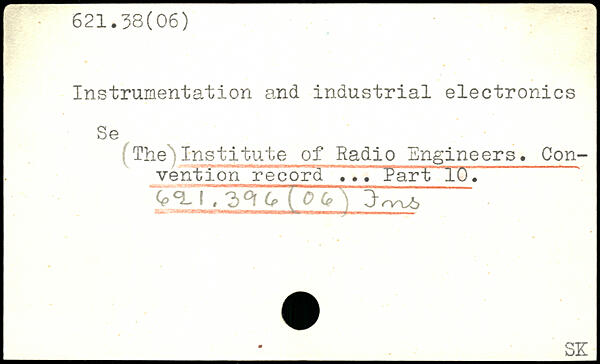 621.38(06)
Instrumentation and industrial electronics
Se
(The) Institute of Radio Engineers. Con-
vention record ... Part 10.
621.396(06) Ins
SK